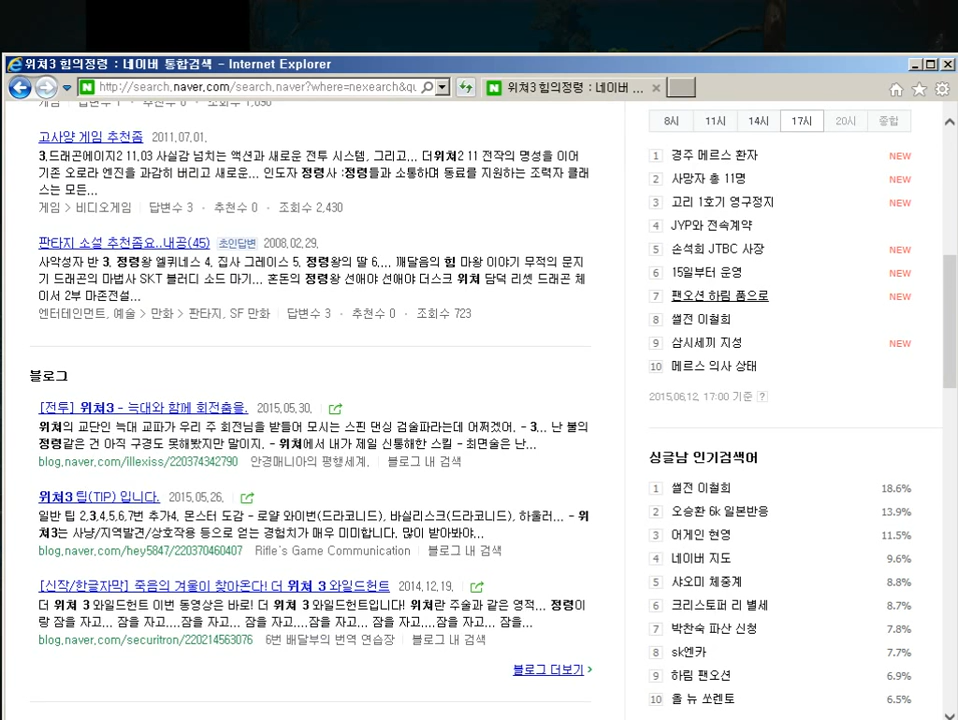 위쳐3 힘의정령 : 네이버 통합검색 - Internet Explorer
http://search.naver.com/search.naver?where=nexearch&qu
위쳐3 힘의정령 : 네이버 ...
게임 > 비디오게임 답변수 1 · 추천수 0 · 조회수 1,690
고사양 게임 추천좀 2011.07.01.
3.드래곤에이지2 11.03 사실감 넘치는 액션과 새로운 전투 시스템, 그리고... 더위쳐2 11 전작의 명성을 이어
기존 오로라 엔진을 과감히 버리고 새로운... 인도자 정령사 :정령들과 소통하며 동료를 지원하는 조력자 클래
스는 모든...
게임 > 비디오게임 답변수 3 · 추천수 0 · 조회수 2,430
판타지 소설 추천좀요..내공(45) 초인답변 2008.02.29.
사악성자 반 3. 정령왕 엘퀴네스 4. 집사 그레이스 5. 정령왕의 딸 6.... 깨달음의 힘 마왕 이야기 무적의 문지
기 드래곤의 마법사 SKT 블러디 소드 마기... 혼돈의 정령왕 선애야 선애야 더스크 위쳐 담덕 리셋 드래곤 체
이서 2부 마존전설...
엔터테인먼트, 예술 > 만화 > 판타지, SF 만화 답변수 3 · 추천수 0 · 조회수 723
블로그
[전투] 위쳐3 - 늑대와 함께 회전춤을. 2015.05.30.
위쳐의 교단인 늑대 교파가 우리 주 회전님을 받들어 모시는 스핀 댄싱 검술파라는데 어쩌겠어. - 3... 난 불의
정령같은 건 아직 구경도 못해봤지만 말이지. - 위쳐에서 내가 제일 신통해한 스킬 - 최면술은 난...
blog.naver.com/illexiss/220374342790 안경매니아의 평행세계. 블로그 내 검색
위쳐3 팁(TIP) 입니다. 2015.05.26.
일반 팁 2,3,4,5,6,7번 추가4. 몬스터 도감 - 로얄 와이번(드라코니드), 바실리스크(드라코니드), 하울러... - 위
쳐3는 사냥/지역발견/상호작용 등으로 얻는 경험치가 매우 미미합니다. 많이 받아봐야...
blog.naver.com/hey5847/220370460407 Rifle's Game Communication 블로그 내 검색
[신작/한글자막] 죽음의 겨울이 찾아온다! 더 위쳐 3 와일드헌트 2014.12.19.
더 위쳐 3 와일드헌트 이번 동영상은 바로! 더 위쳐 3 와일드헌트입니다! 위쳐란 주술과 같은 영적... 정령이
랑 잠을 자고... 잠을 자고....잠을 자고... 잠을 자고... 잠을 자고.... 잠을 자고... 잠을...
blog.naver.com/securitron/220214563076 6번 배달부의 번역 연습장 블로그 내 검색
블로그 더보기 >
8시 11시 14시 17시 20시 종합
1 경주 메르스 환자 NEW
2 사망자 총 11명 NEW
3 고리 1호기 영구정지 NEW
4 JYP와 전속계약
5 손석희 JTBC 사장 NEW
6 15일부터 운영 NEW
7 팬오션 하림 품으로 NEW
8 썰전 이철희
9 삼시세끼 지성 NEW
10 메르스 의사 상태
2015.06.12. 17:00 기준 ?
싱글남 인기검색어
1 썰전 이철희 18.6%
2 오승환 6k 일본반응 13.9%
3 어게인 현영 11.5%
4 네이버 지도 9.6%
5 샤오미 체중계 8.8%
6 크리스토퍼 리 별세 8.7%
7 박찬숙 파산 신청 7.8%
8 sk엔카 7.7%
9 하림 팬오션 6.9%
10 올 뉴 쏘렌토 6.5%